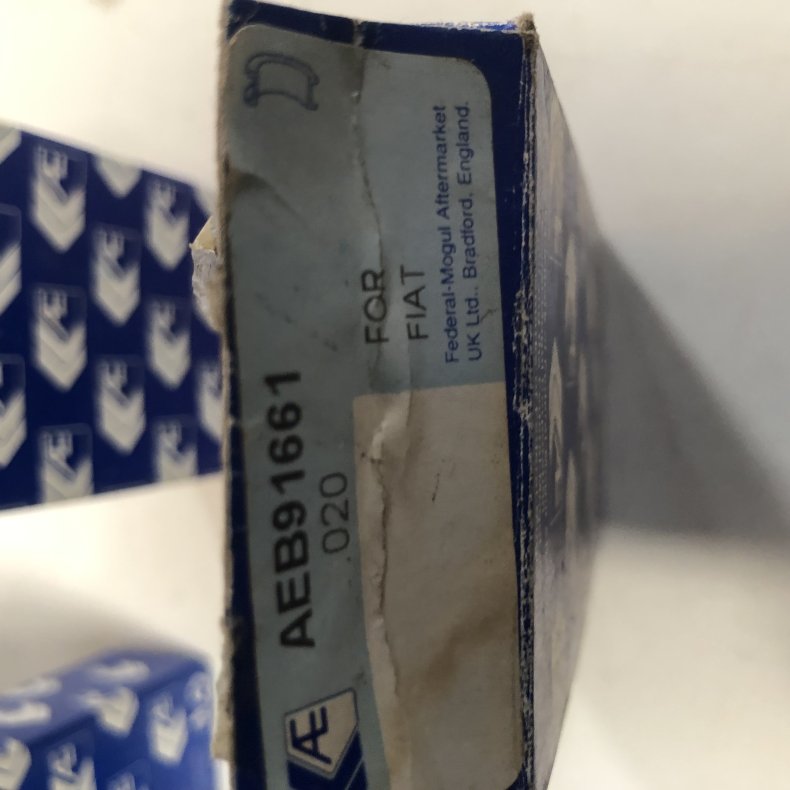 Æ
AEB91661
.020
FOR
FIAT
Federal-Mogul Aftermarket
UK Ltd., Bradford, England.